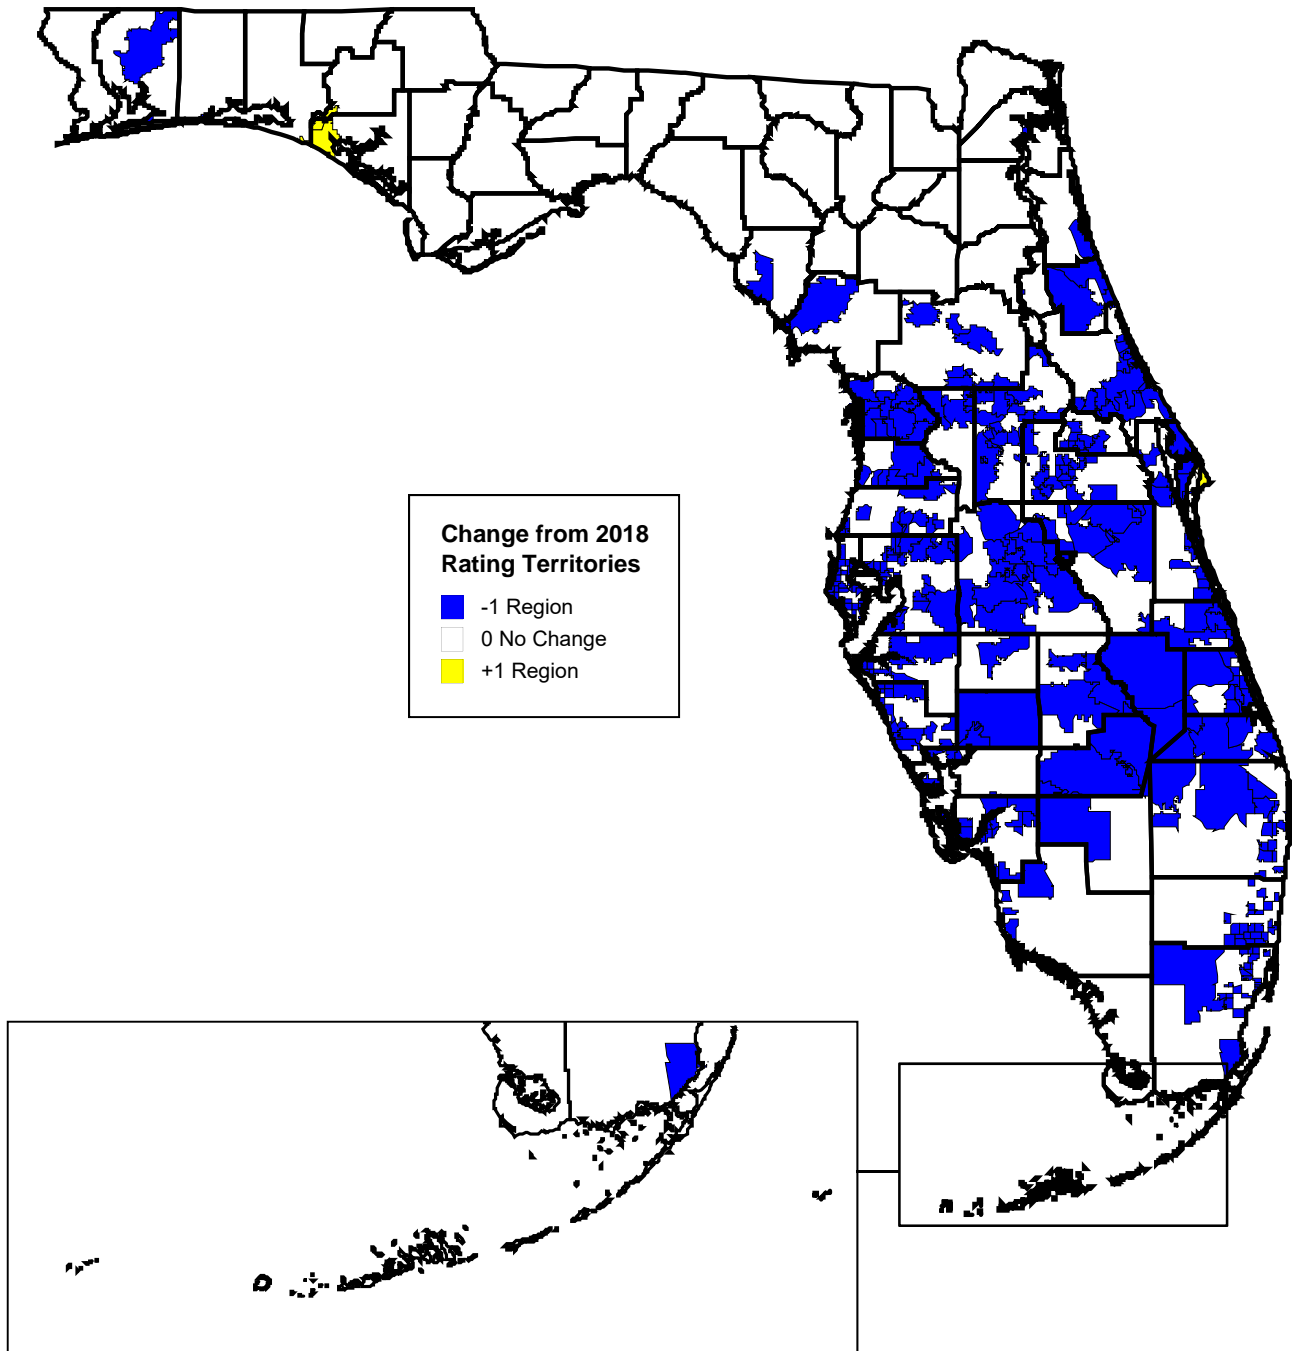 Change from 2018
Rating Territories
-1 Region
0 No Change
+1 Region